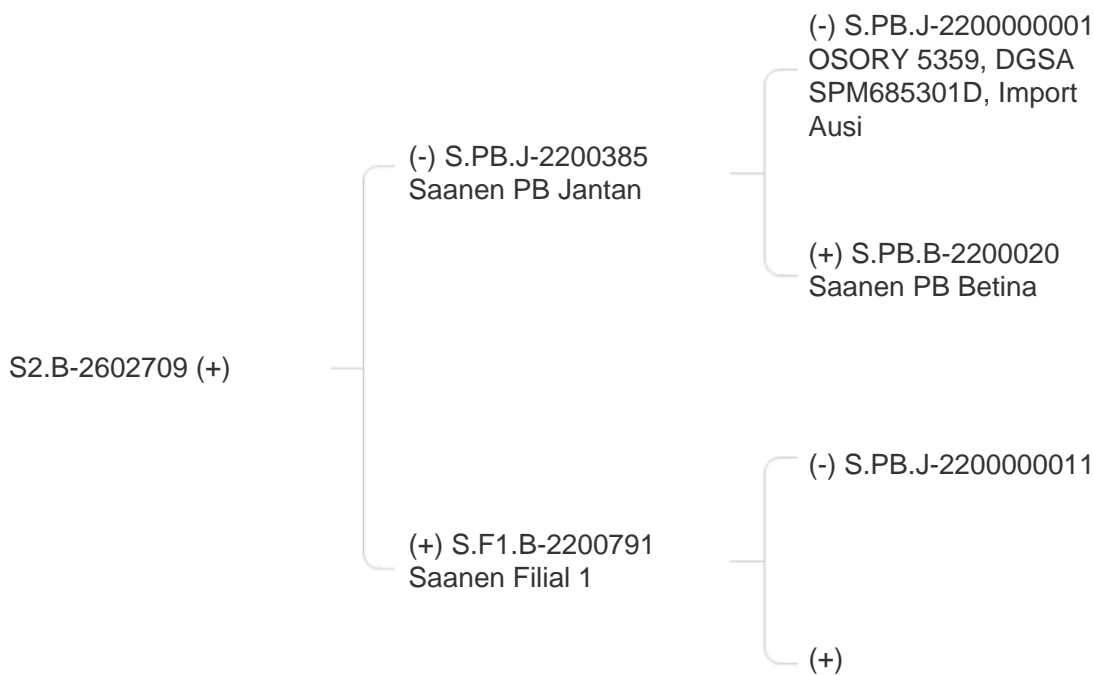 (-) S.PB.J-2200000001
OSORY 5359, DGSA
SPM685301D, Import
Ausi
(-) S.PB.J-2200385
Saanen PB Jantan
(+) S.PB.B-2200020
Saanen PB Betina
S2.B-2602709 (+)
(-) S.PB.J-2200000011
(+) S.F1.B-2200791
Saanen Filial 1
(+)